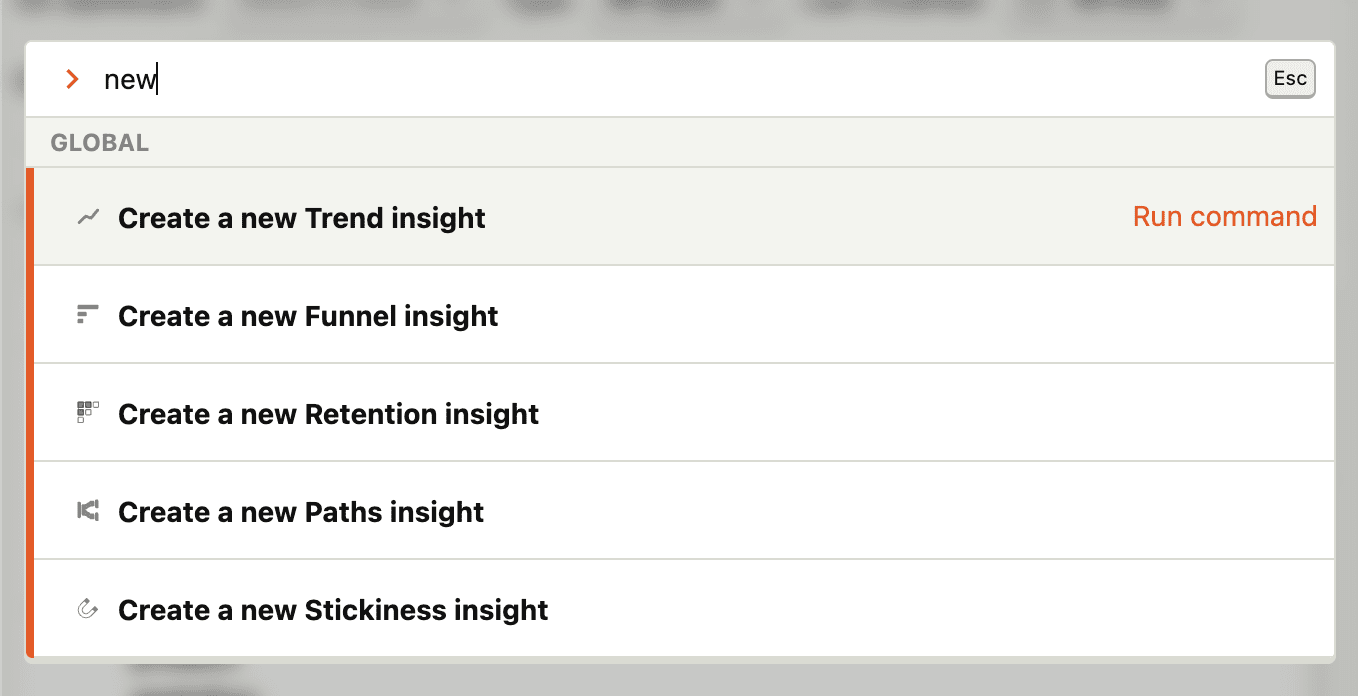 new
Esc
GLOBAL
Create a new Trend insight
Run command
Create a new Funnel insight
Create a new Retention insight
Create a new Paths insight
Create a new Stickiness insight